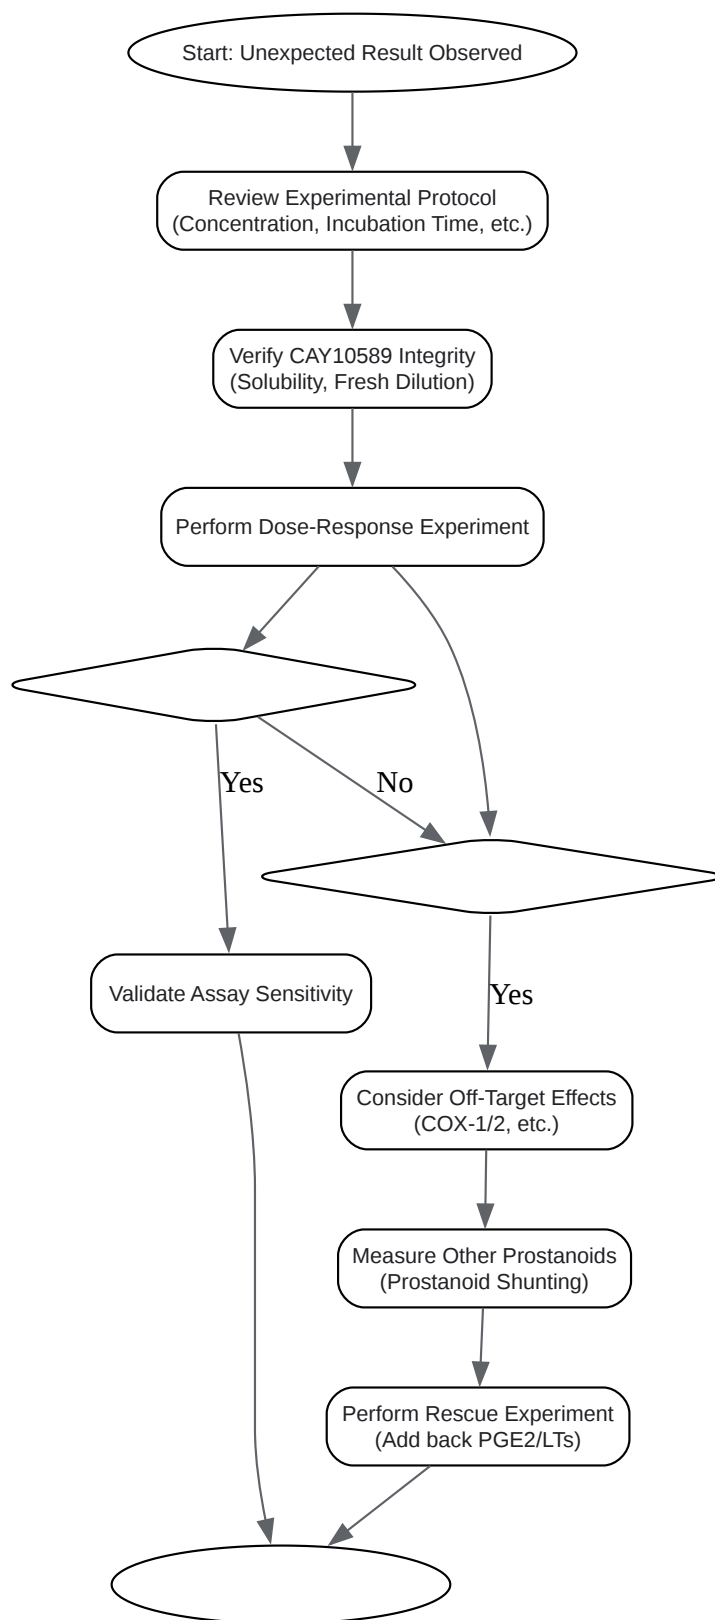 Start: Unexpected Result Observed
Review Experimental Protocol
(Concentration, Incubation Time, etc.)
Verify CAY10589 Integrity
(Solubility, Fresh Dilution)
Perform Dose-Response Experiment
Yes
No
Validate Assay Sensitivity
Yes
Consider Off-Target Effects
(COX-1/2, etc.)
Measure Other Prostanoids
(Prostanoid Shunting)
Perform Rescue Experiment
(Add back PGE2/LTs)